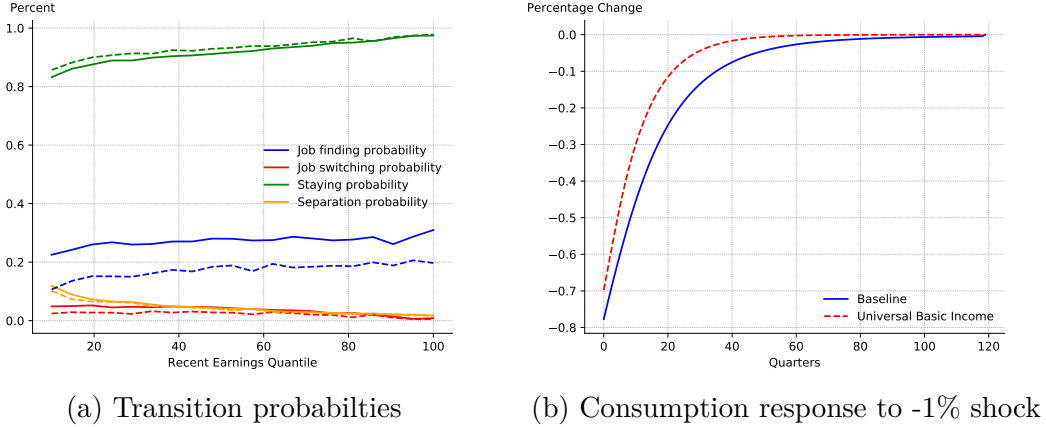 Percent
1.0
0.8
0.6
0.4
0.2
0.0
Job finding probability
Job switching probability
Staying probability
Separation probability
20 40 60 80 100
Recent Earnings Quantile
(a) Transition probabilties
Percentage Change
0.0
−0.1
−0.2
−0.3
−0.4
−0.5
−0.6
−0.7
−0.8
Baseline
Universal Basic Income
0 20 40 60 80 100 120
Quarters
(b) Consumption response to -1% shock